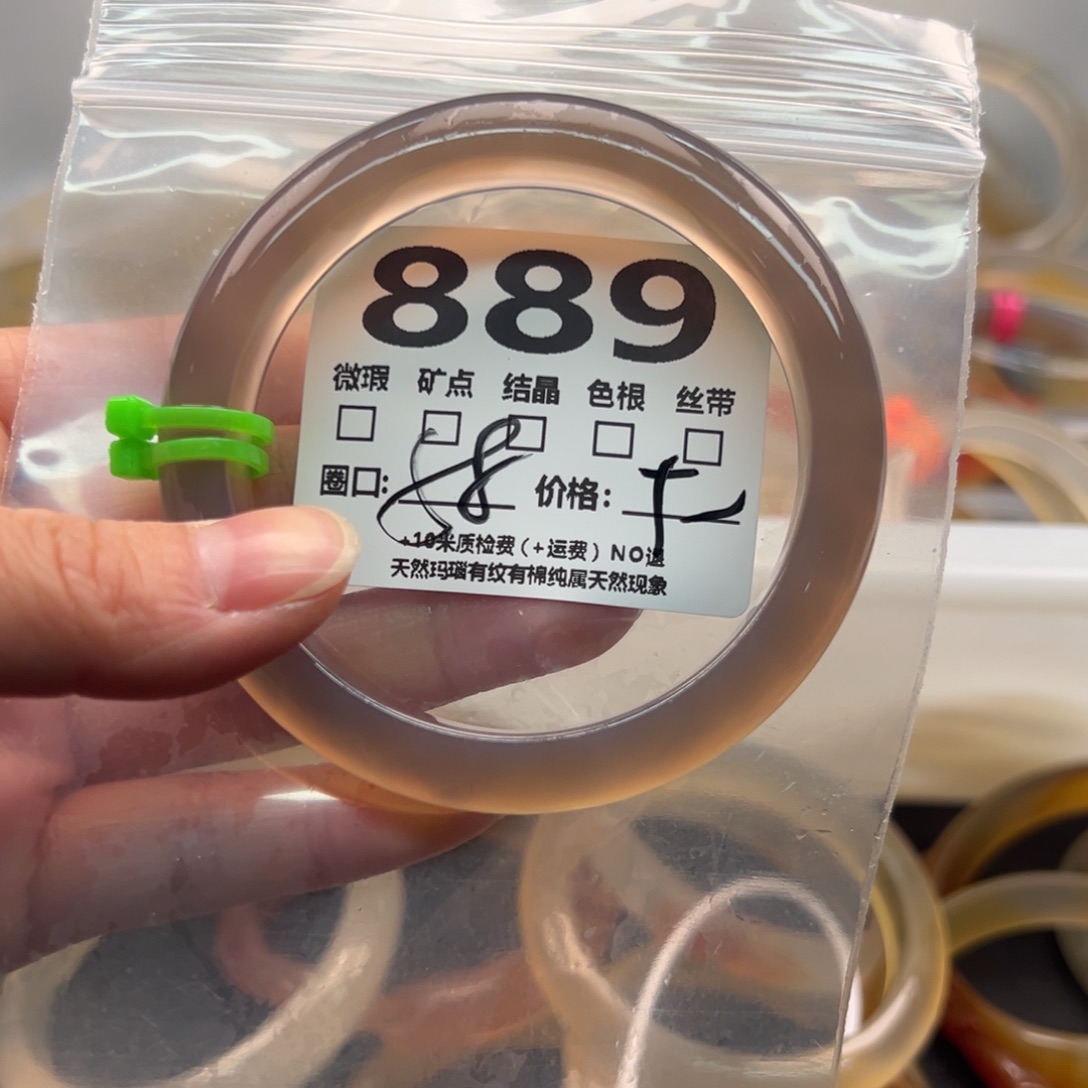 889
微瑕 矿点 结晶 色根 丝带
圈口: 58 价格:
+10米质检费(+运费) NO退
天然玛瑙有纹有棉纯属天然现象